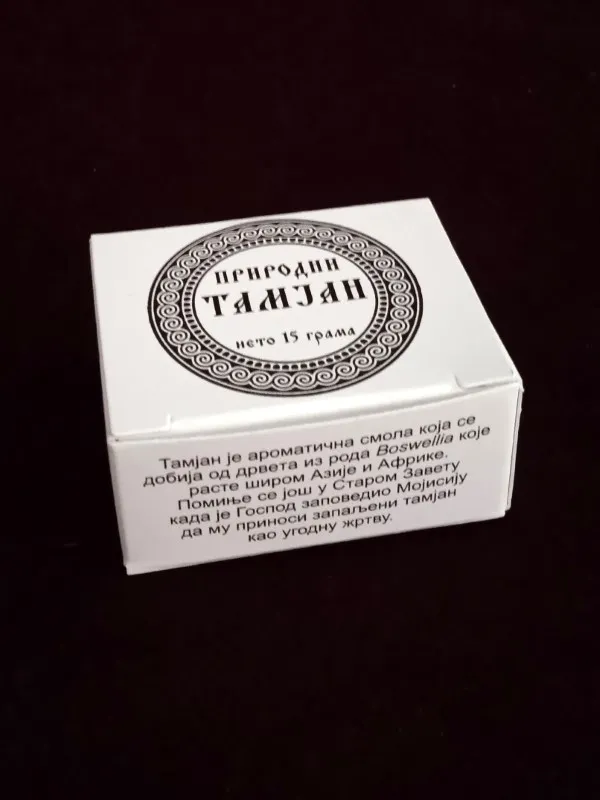 ПРИРОДНИ
ТАМЈАН
нето 15 грама
Тамјан је ароматична смола која се
добија од дрвета из рода Boswellia које
расте широм Азије и Африке.
Помиње се још у Старом Завету
када је Господ заповедио Мојсију
да му приноси запаљени тамјан
као угодну жртву.